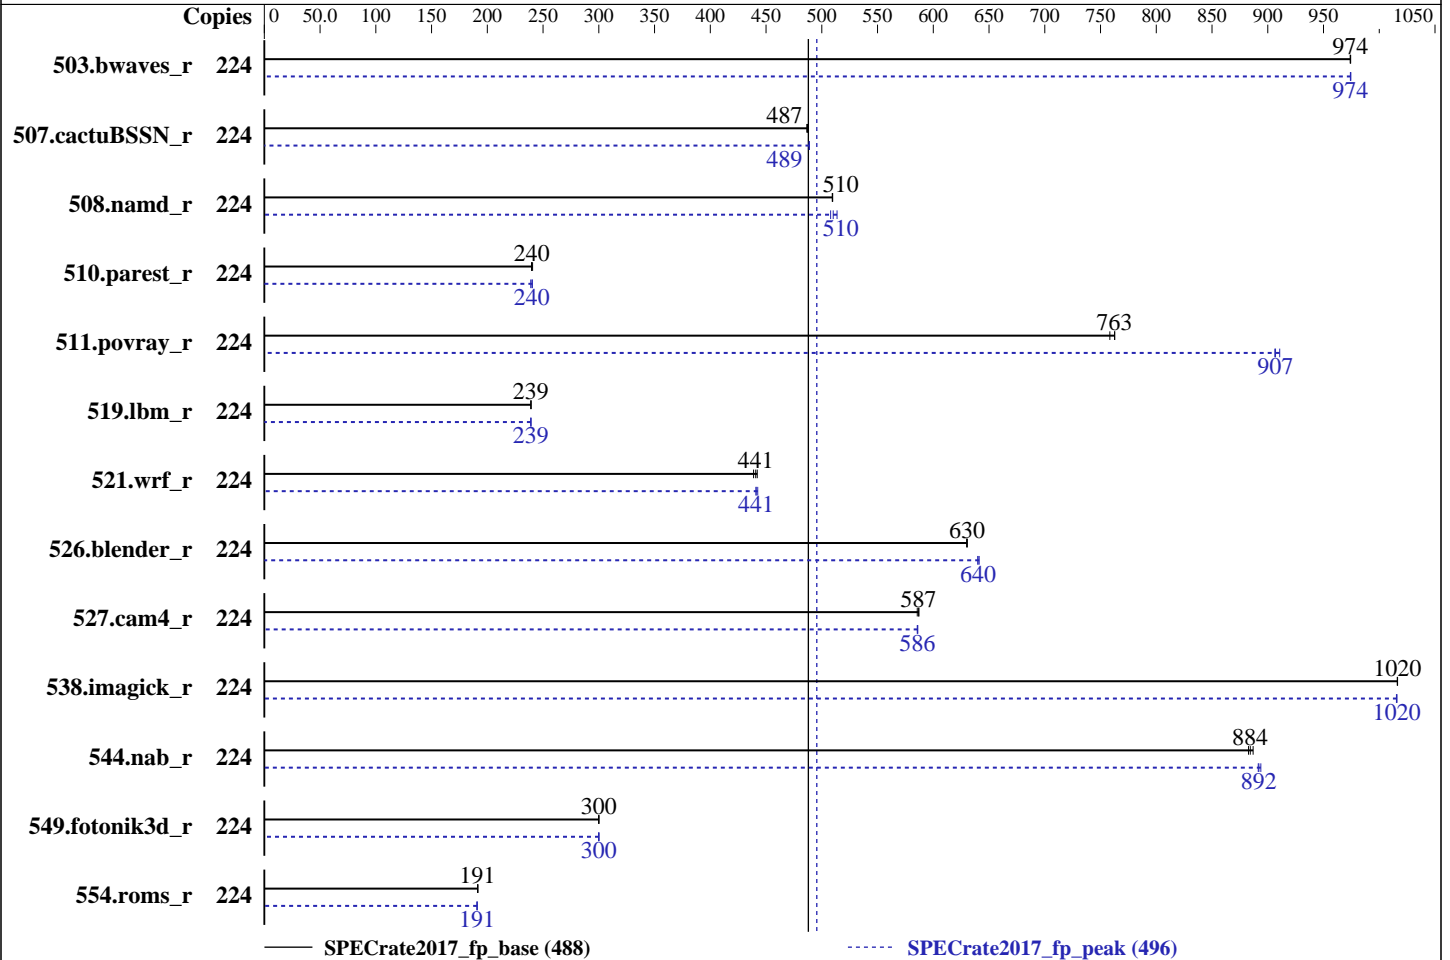 Copies 0 50.0 100 150 200 250 300 350 400 450 500 550 600 650 700 750 800 850 900 950 1050
974
503.bwaves_r 224
974
487
507.cactuBSSN_r 224
489
510
508.namd_r 224
510
240
510.parest_r 224
240
763
511.povray_r 224
907
239
519.lbm_r 224
239
441
521.wrf_r 224
441
630
526.blender_r 224
640
587
527.cam4_r 224
586
1020
538.imagick_r 224
1020
884
544.nab_r 224
892
300
549.fotonik3d_r 224
300
191
554.roms_r 224
191
SPECrate2017_fp_base (488) SPECrate2017_fp_peak (496)